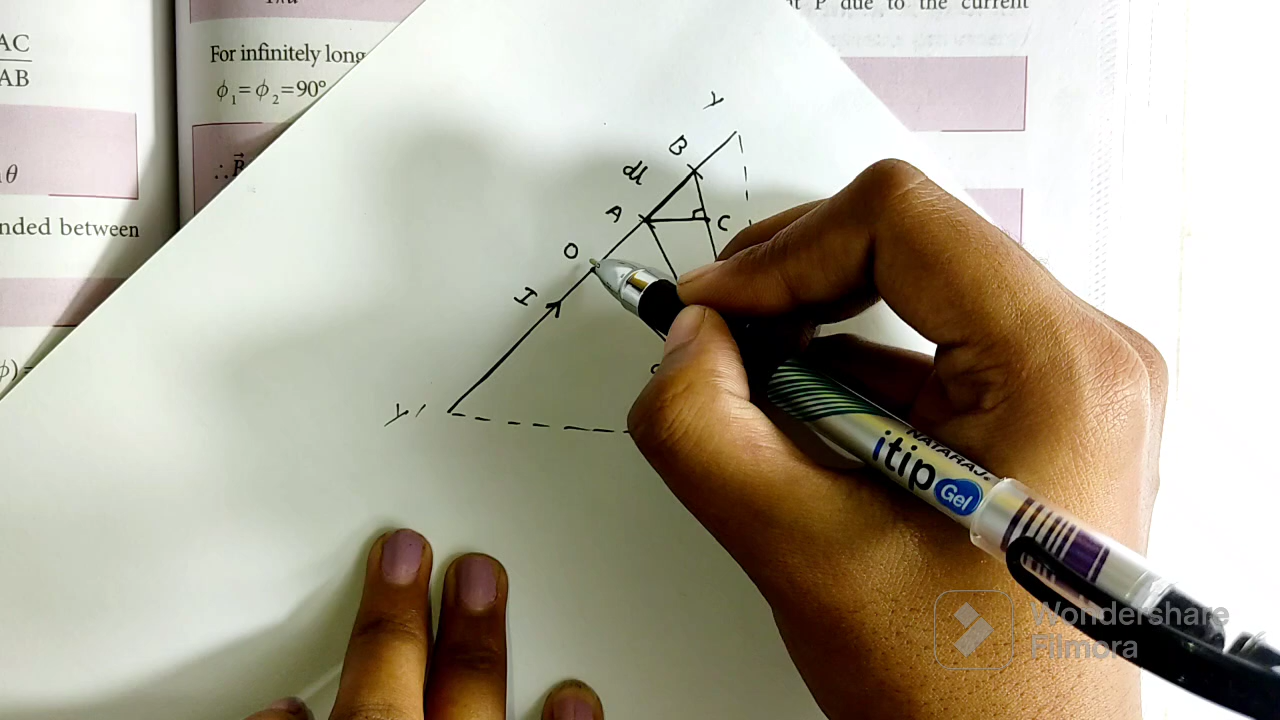 AC
AB
θ
nded between
For infinitely long
ϕ₁=ϕ₂=90°
∴
P due to the current
Y
B
dl
A
C
O
I
Y'
NATARAJ
itip
Gel
Wondershare
Filmora